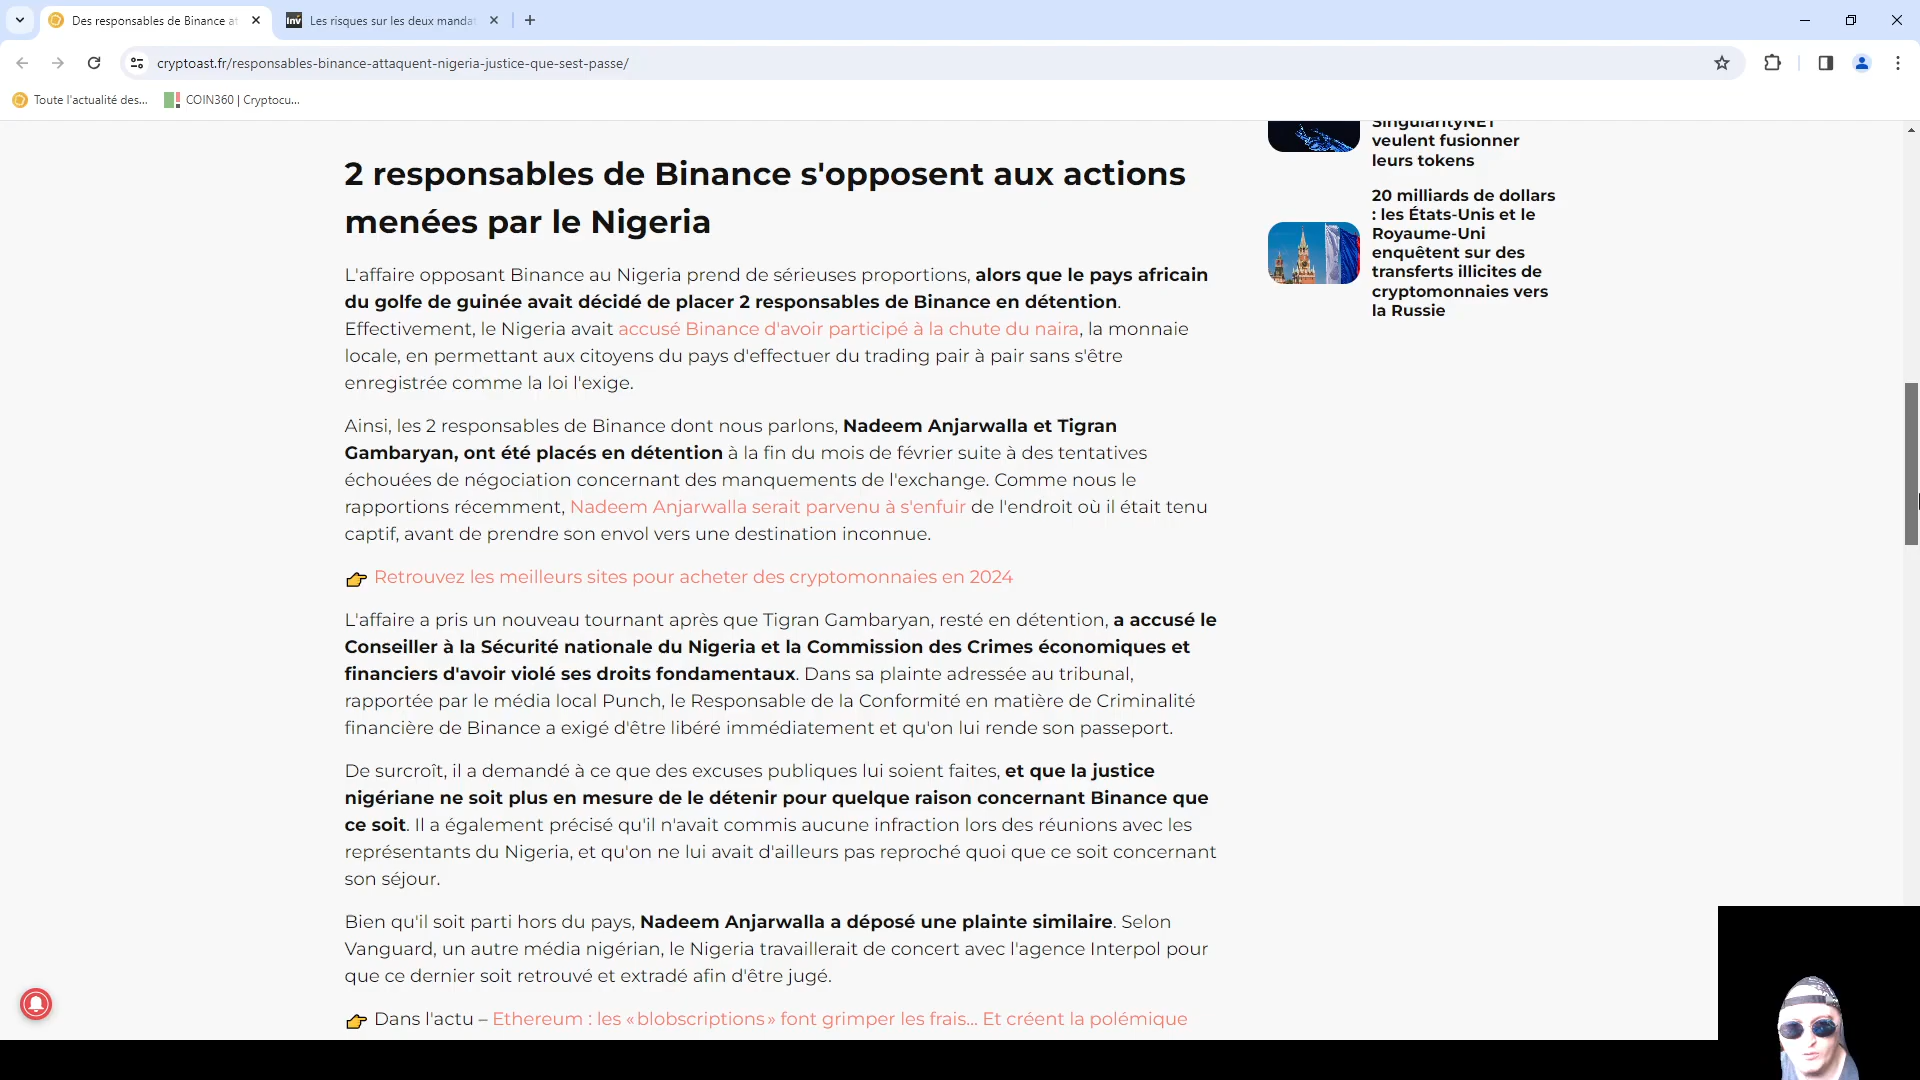 Des responsables de Binance at
Inv
Les risques sur les deux mandat
cryptoast.fr/responsables-binance-attaquent-nigeria-justice-que-sest-passe/
Toute l'actualité des...
COIN360 | Cryptocu...
2 responsables de Binance s'opposent aux actions
menées par le Nigeria
L'affaire opposant Binance au Nigeria prend de sérieuses proportions, alors que le pays africain
du golfe de guinée avait décidé de placer 2 responsables de Binance en détention.
Effectivement, le Nigeria avait accusé Binance d'avoir participé à la chute du naira, la monnaie
locale, en permettant aux citoyens du pays d'effectuer du trading pair à pair sans s'être
enregistrée comme la loi l'exige.
Ainsi, les 2 responsables de Binance dont nous parlons, Nadeem Anjarwalla et Tigran
Gambaryan, ont été placés en détention à la fin du mois de février suite à des tentatives
échouées de négociation concernant des manquements de l'exchange. Comme nous le
rapportions récemment, Nadeem Anjarwalla serait parvenu à s'enfuir de l'endroit où il était tenu
captif, avant de prendre son envol vers une destination inconnue.
👉 Retrouvez les meilleurs sites pour acheter des cryptomonnaies en 2024
L'affaire a pris un nouveau tournant après que Tigran Gambaryan, resté en détention, a accusé le
Conseiller à la Sécurité nationale du Nigeria et la Commission des Crimes économiques et
financiers d'avoir violé ses droits fondamentaux. Dans sa plainte adressée au tribunal,
rapportée par le média local Punch, le Responsable de la Conformité en matière de Criminalité
financière de Binance a exigé d'être libéré immédiatement et qu'on lui rende son passeport.
De surcroît, il a demandé à ce que des excuses publiques lui soient faites, et que la justice
nigériane ne soit plus en mesure de le détenir pour quelque raison concernant Binance que
ce soit. Il a également précisé qu'il n'avait commis aucune infraction lors des réunions avec les
représentants du Nigeria, et qu'on ne lui avait d'ailleurs pas reproché quoi que ce soit concernant
son séjour.
Bien qu'il soit parti hors du pays, Nadeem Anjarwalla a déposé une plainte similaire. Selon
Vanguard, un autre média nigérian, le Nigeria travaillerait de concert avec l'agence Interpol pour
que ce dernier soit retrouvé et extradé afin d'être jugé.
👉 Dans l'actu – Ethereum : les « blobscriptions » font grimper les frais... Et créent la polémique
SingularityNET
veulent fusionner
leurs tokens
20 milliards de dollars
: les États-Unis et le
Royaume-Uni
enquêtent sur des
transferts illicites de
cryptomonnaies vers
la Russie